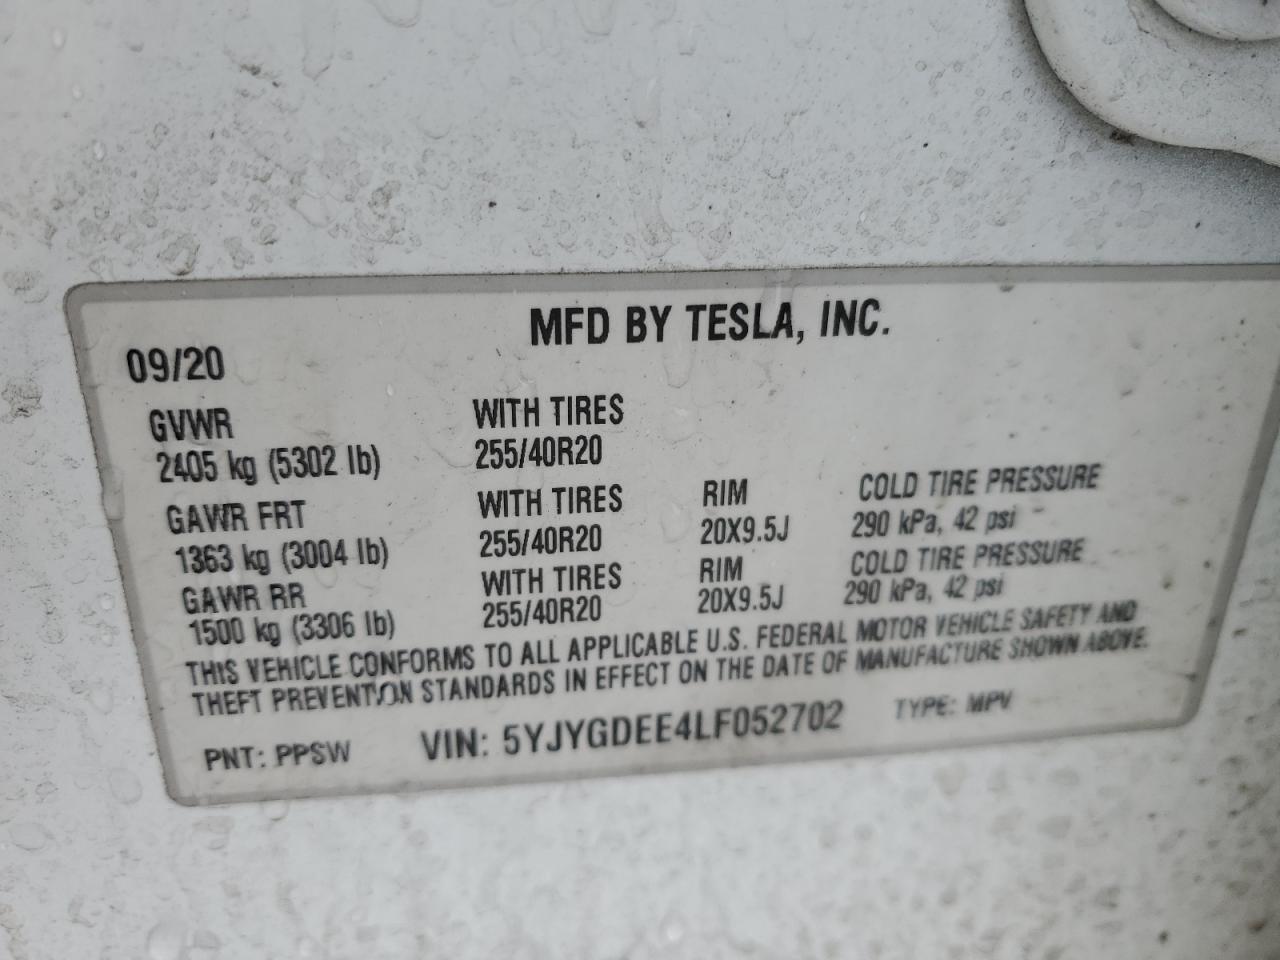 MFD BY TESLA, INC.
09/20
GVWR WITH TIRES
2405 kg (5302 lb) 255/40R20
GAWR FRT WITH TIRES RIM COLD TIRE PRESSURE
1363 kg (3004 lb) 255/40R20 20X9.5J 290 kPa, 42 psi
GAWR RR WITH TIRES RIM COLD TIRE PRESSURE
1500 kg (3306 lb) 255/40R20 20X9.5J 290 kPa, 42 psi
THIS VEHICLE CONFORMS TO ALL APPLICABLE U.S. FEDERAL MOTOR VEHICLE SAFETY AND
THEFT PREVENTION STANDARDS IN EFFECT ON THE DATE OF MANUFACTURE SHOWN ABOVE.
PNT: PPSW VIN: 5YJYGDEE4LF052702 TYPE: MPV